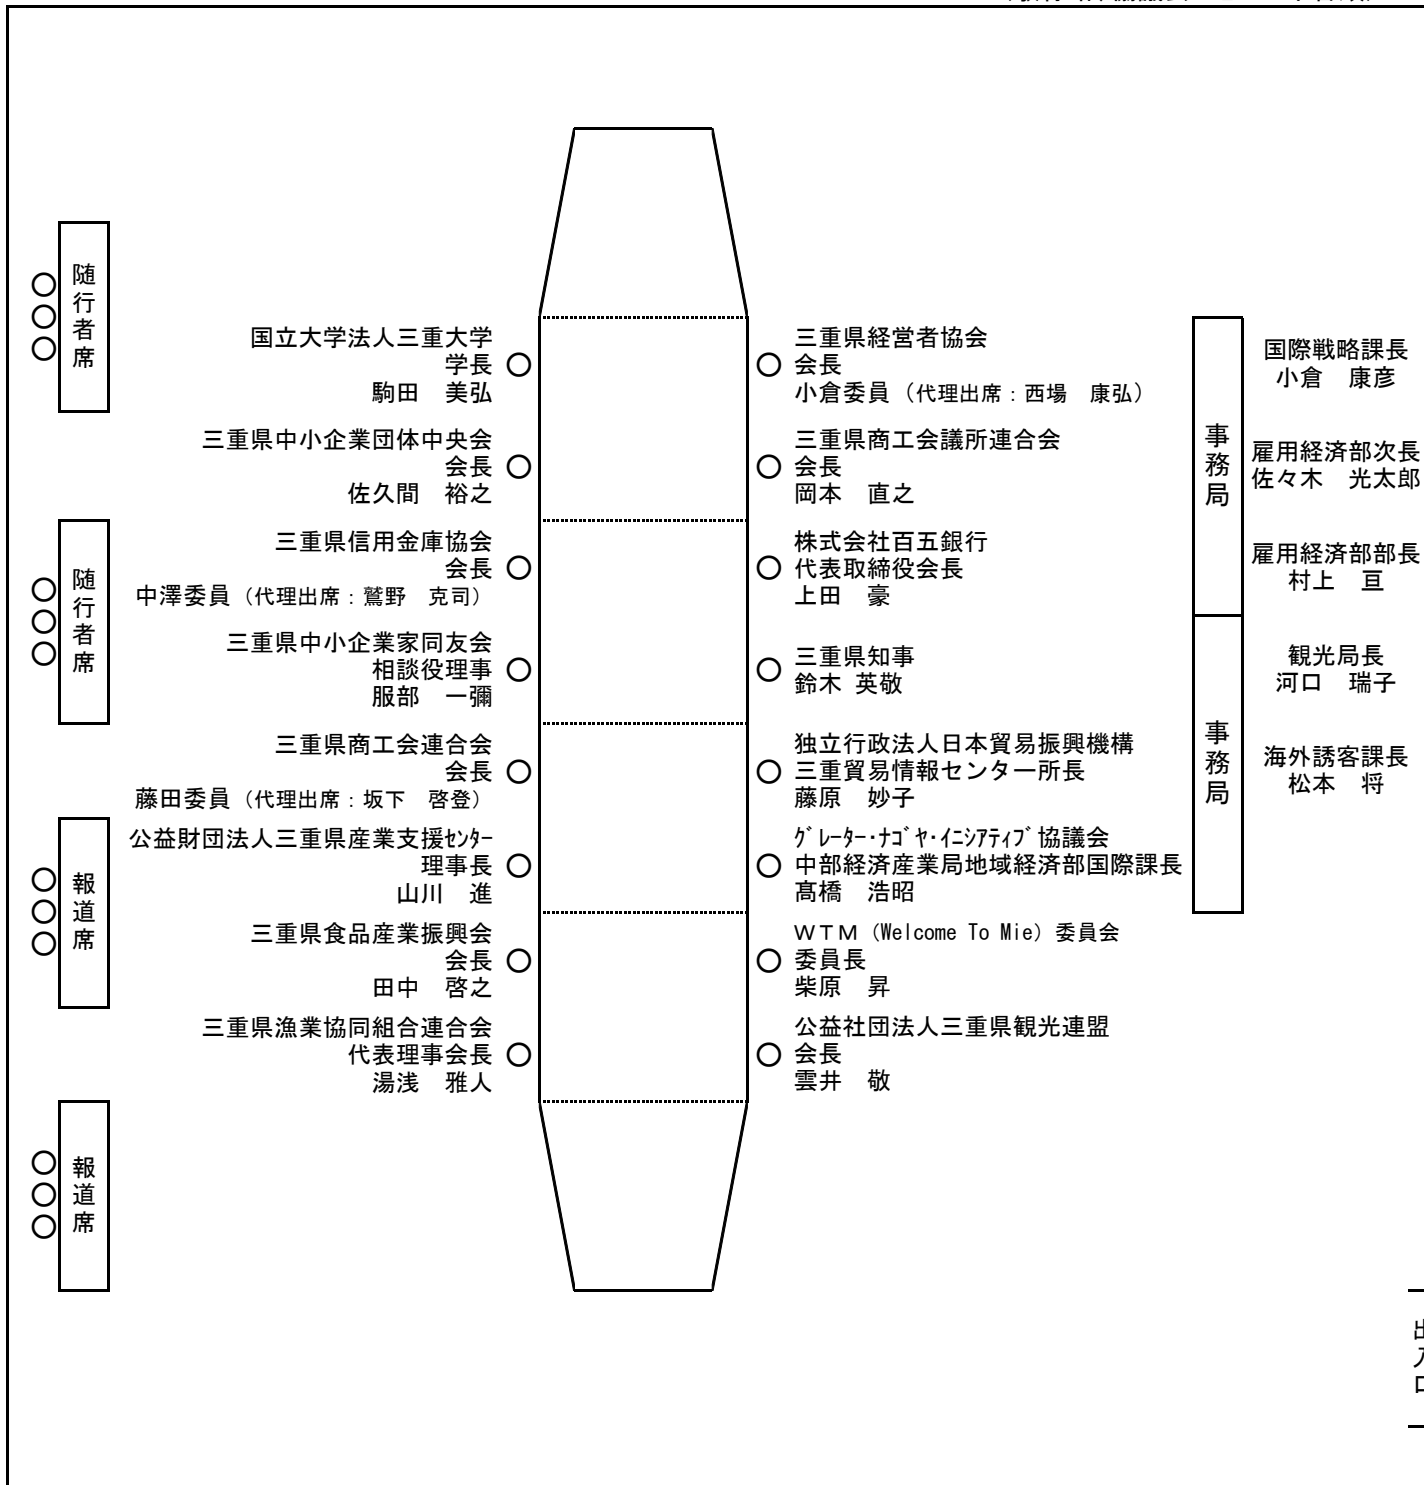 随行者席
随行者席
報道席
報道席
国立大学法人三重大学
学長
駒田　美弘
三重県中小企業団体中央会
会長
佐久間　裕之
三重県信用金庫協会
会長
中澤委員（代理出席：鷲野　克司）
三重県中小企業家同友会
相談役理事
服部　一彌
三重県商工会連合会
会長
藤田委員（代理出席：坂下　啓登）
公益財団法人三重県産業支援ｾﾝﾀｰ
理事長
山川　進
三重県食品産業振興会
会長
田中　啓之
三重県漁業協同組合連合会
代表理事会長
湯浅　雅人
三重県経営者協会
会長
小倉委員（代理出席：西場　康弘）
三重県商工会議所連合会
会長
岡本　直之
株式会社百五銀行
代表取締役会長
上田　豪
三重県知事
鈴木 英敬
独立行政法人日本貿易振興機構
三重貿易情報センター所長
藤原　妙子
ｸﾞﾚｰﾀｰ･ﾅｺﾞﾔ･ｲﾆｼｱﾃｨﾌﾞ協議会
中部経済産業局地域経済部国際課長
髙橋　浩昭
ＷＴＭ（Welcome To Mie）委員会
委員長
柴原　昇
公益社団法人三重県観光連盟
会長
雲井　敬
事務局
事務局
国際戦略課長
小倉　康彦
雇用経済部次長
佐々木　光太郎
雇用経済部部長
村上　亘
観光局長
河口　瑞子
海外誘客課長
松本　将
出入口